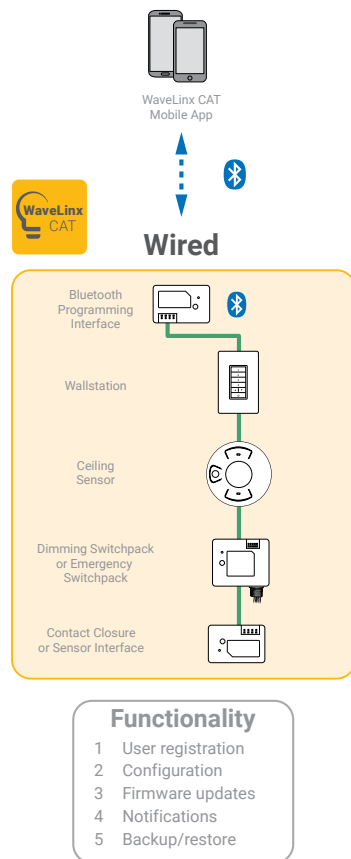 WaveLinx CAT
Mobile App
WaveLinx
CAT
Wired
Bluetooth
Programming
Interface
Wallstation
Ceiling
Sensor
Dimming Switchpack
or Emergency
Switchpack
Contact Closure
or Sensor Interface
Functionality
1 User registration
2 Configuration
3 Firmware updates
4 Notifications
5 Backup/restore